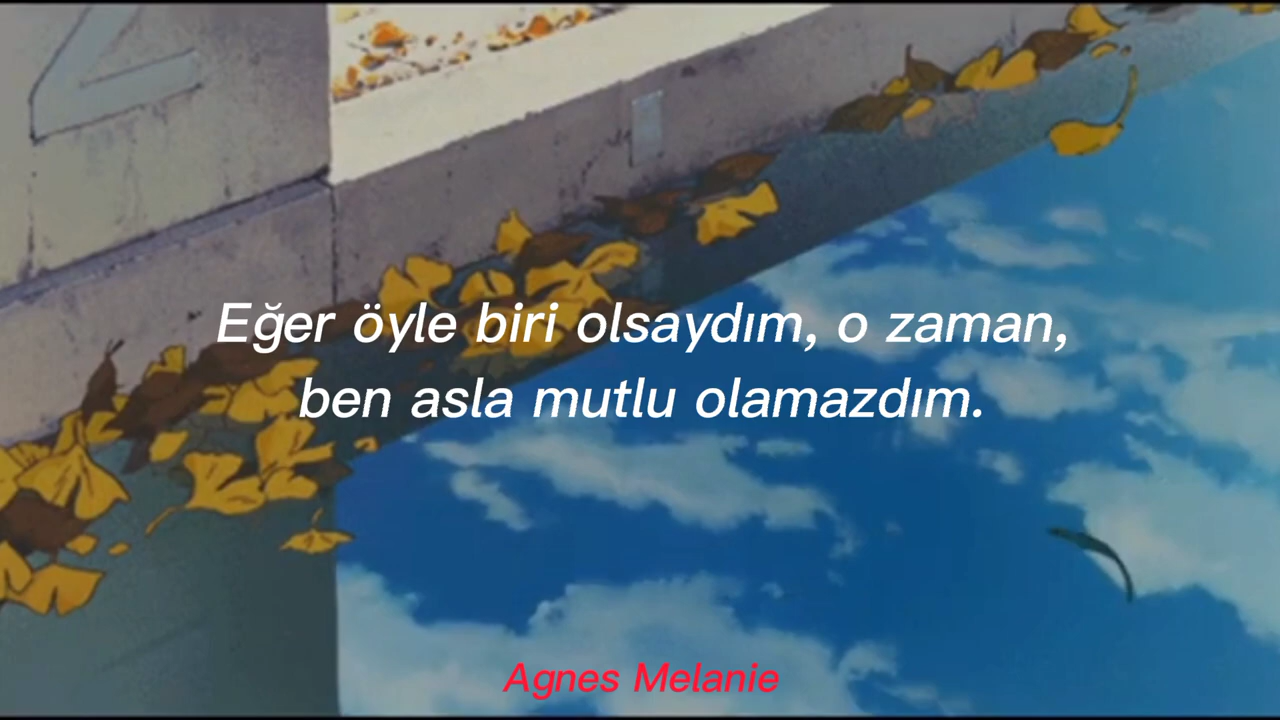 Eğer öyle biri olsaydım, o zaman,
ben asla mutlu olamazdım.
Agnes Melanie